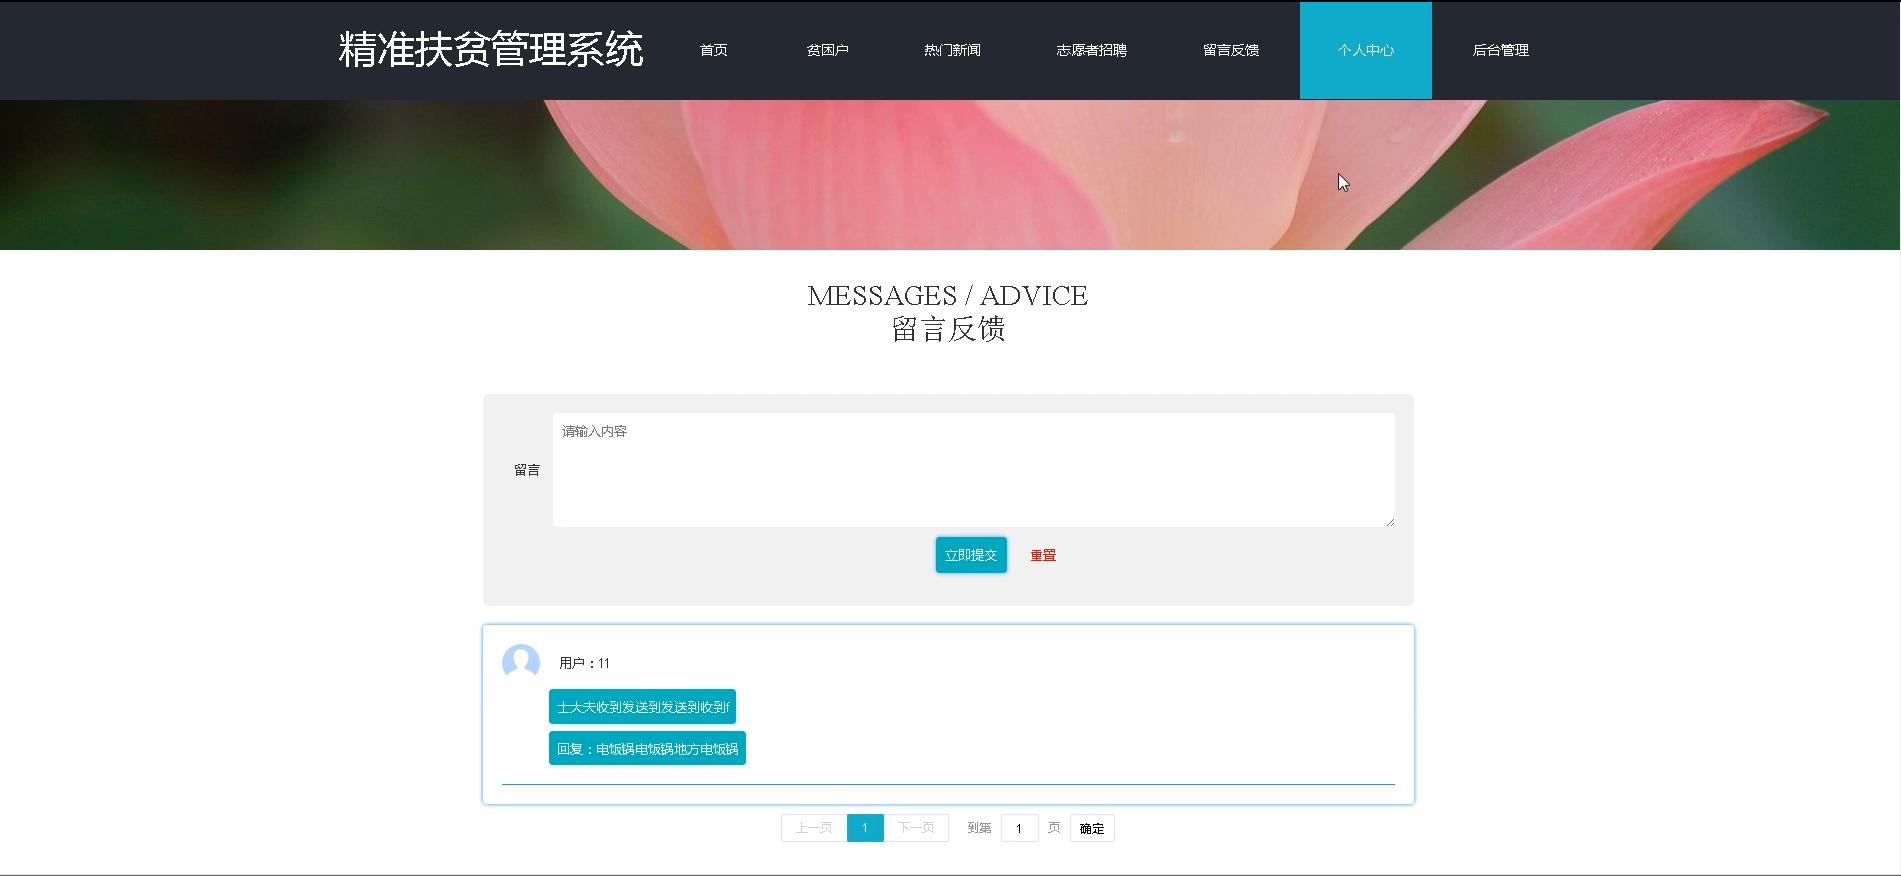 精准扶贫管理系统 首页 贫困户 热门新闻 志愿者招聘 留言反馈 个人中心 后台管理
MESSAGES / ADVICE
留言反馈
请输入内容
留言
立即提交 重置
用户：11
士大夫收到发送到发送到收到f
回复：电饭锅电饭锅地方电饭锅
上一页 1 下一页 到第 1 页 确定